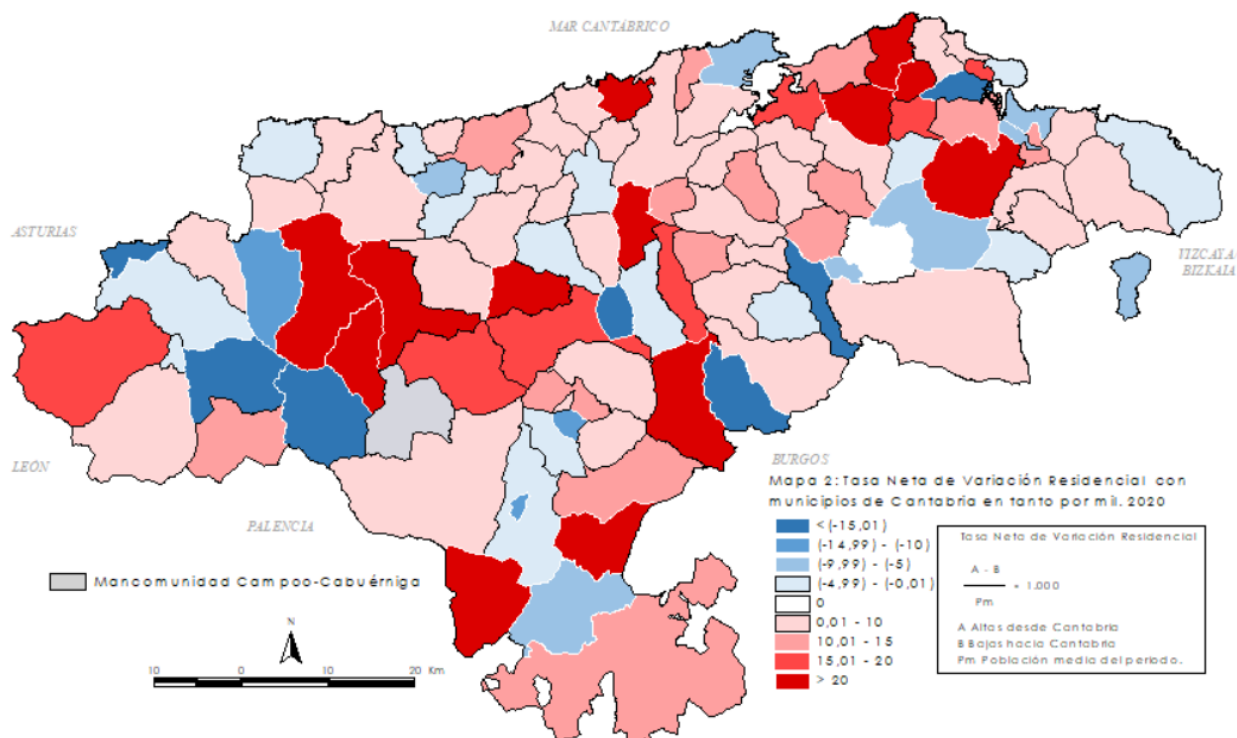 MAR CANTÁBRICO
ASTURIAS
VIZCAYA/
BIZKAIA
LEÓN
BURGOS
PALENCIA
Mapa 2: Tasa Neta de Variación Residencial con
municipios de Cantabria en tanto por mil. 2020
< (-15,01)
(-14,99) - (-10)
(-9,99) - (-5)
(-4,99) - (-0,01)
0
0,01 - 10
10,01 - 15
15,01 - 20
> 20
Tasa Neta de Variación Residencial
A - B
Pm
* 1.000
A Altas desde Cantabria
B Bajas hacia Cantabria
Pm Población media del periodo.
Mancomunidad Campoo-Cabuérniga
N
10 0 10 20 Km